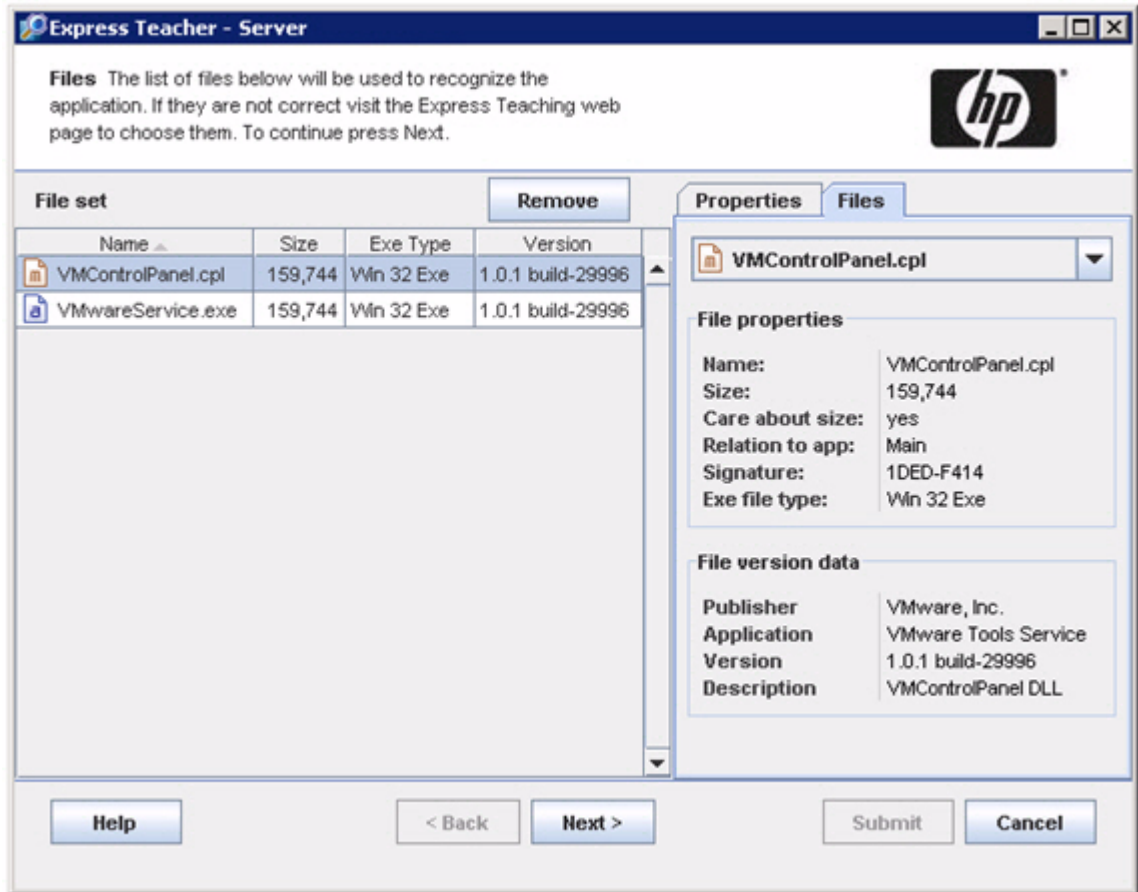 Express Teacher - Server
Files The list of files below will be used to recognize the
application. If they are not correct visit the Express Teaching web
page to choose them. To continue press Next.
hp
File set
Remove
Name Size Exe Type Version
m VMControlPanel.cpl 159,744 Win 32 Exe 1.0.1 build-29996
a VMwareService.exe 159,744 Win 32 Exe 1.0.1 build-29996
Properties Files
m VMControlPanel.cpl
File properties
Name: VMControlPanel.cpl
Size: 159,744
Care about size: yes
Relation to app: Main
Signature: 1DED-F414
Exe file type: Win 32 Exe
File version data
Publisher VMware, Inc.
Application VMware Tools Service
Version 1.0.1 build-29996
Description VMControlPanel DLL
Help < Back Next > Submit Cancel